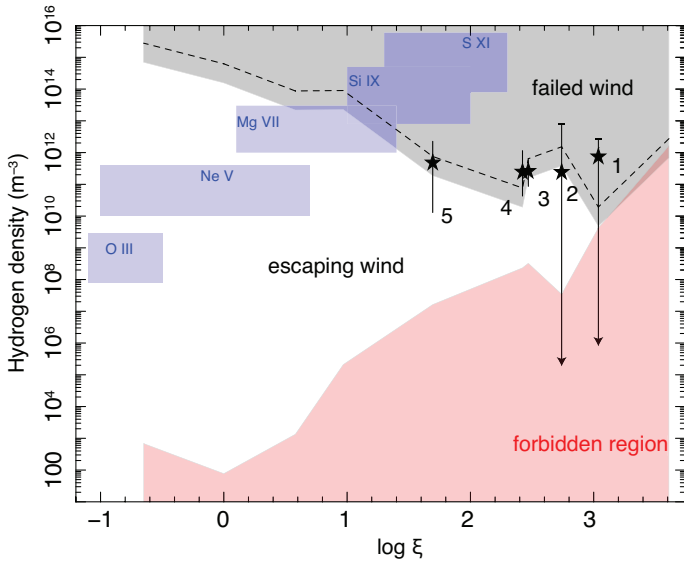 10^16
10^14
10^12
10^10
10^8
10^6
10^4
100
Hydrogen density (m⁻³)
S XI
Si IX
failed wind
Mg VII
Ne V
O III
1
2
3
4
5
escaping wind
forbidden region
−1 0 1 2 3
log ξ